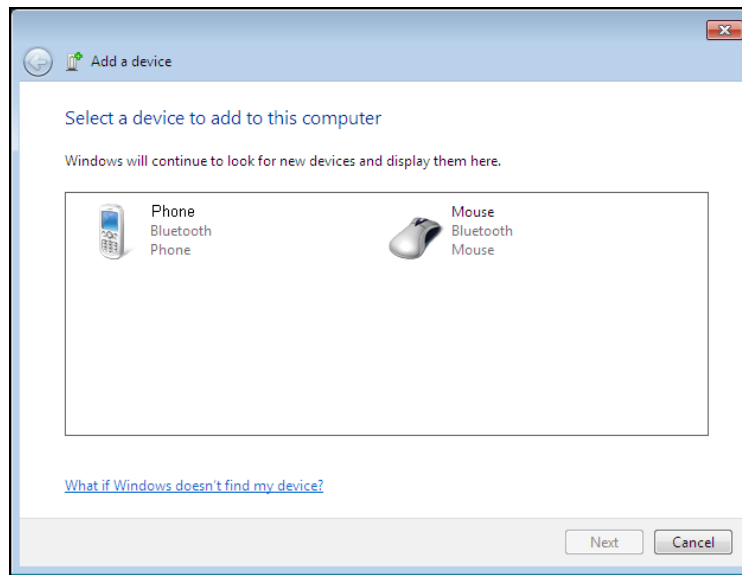 Add a device
Select a device to add to this computer
Windows will continue to look for new devices and display them here.
Phone
Bluetooth
Phone
Mouse
Bluetooth
Mouse
What if Windows doesn't find my device?
Next
Cancel